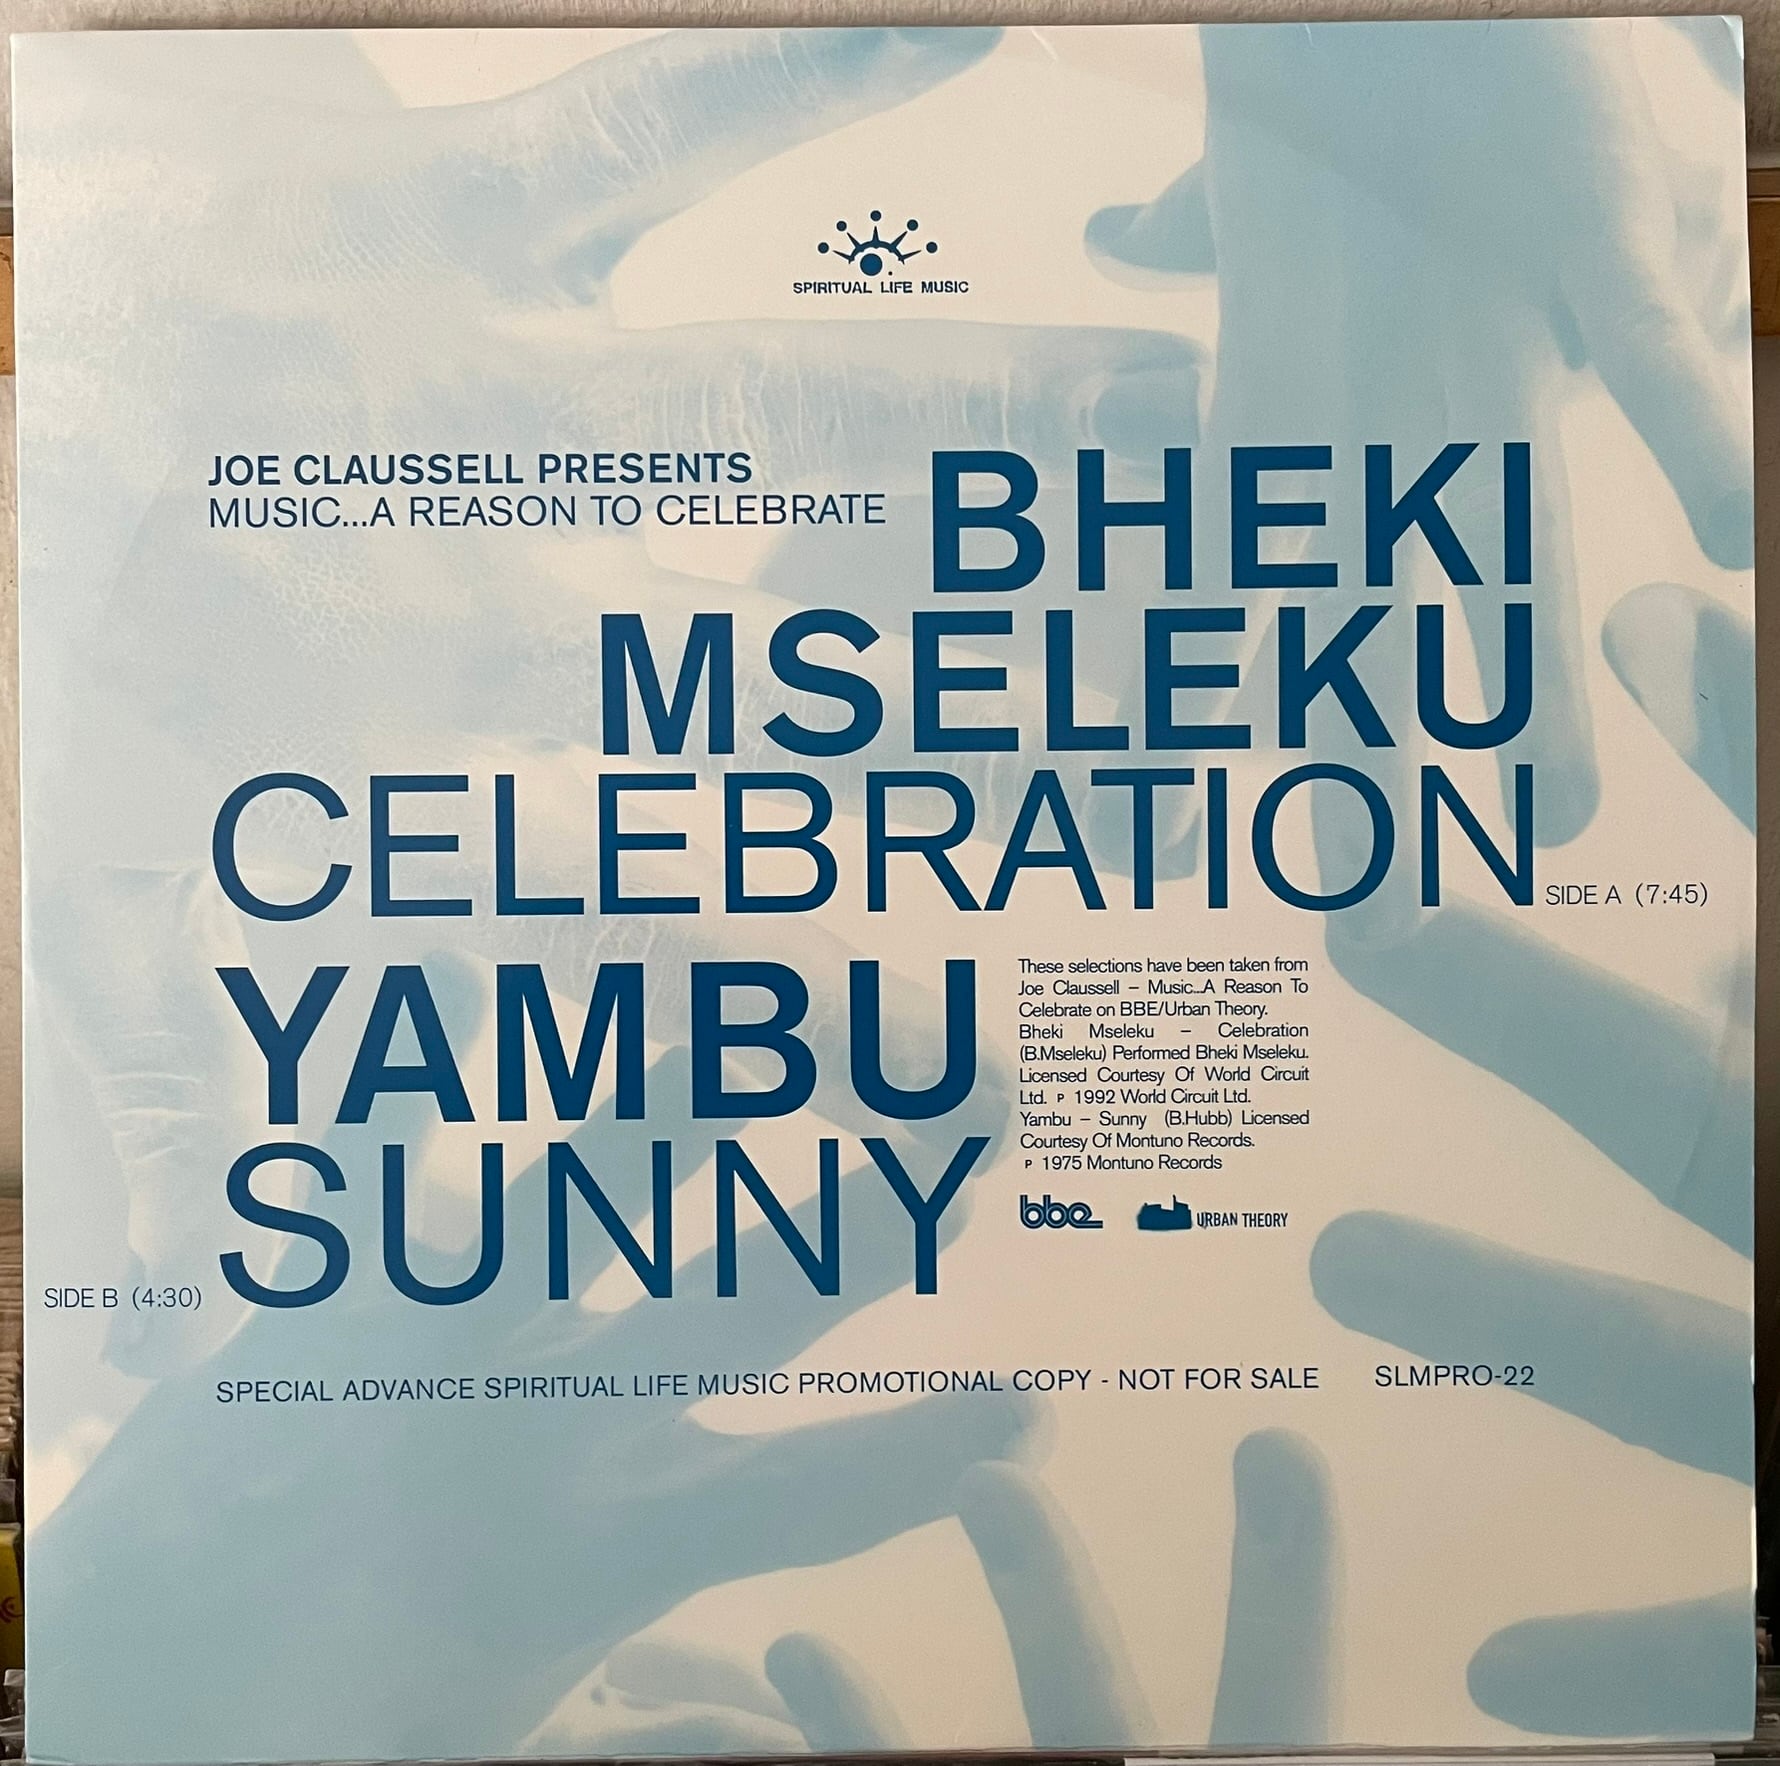 SPIRITUAL LIFE MUSIC
JOE CLAUSSELL PRESENTS
MUSIC...A REASON TO CELEBRATE
BHEKI
MSELEKU
CELEBRATION
SIDE A (7:45)
YAMBU
SUNNY
SIDE B (4:30)
These selections have been taken from
Joe Claussell – Music...A Reason To
Celebrate on BBE/Urban Theory.
Bheki Mseleku – Celebration
(B.Mseleku) Performed Bheki Mseleku.
Licensed Courtesy Of World Circuit
Ltd. P 1992 World Circuit Ltd.
Yambu – Sunny (B.Hubb) Licensed
Courtesy Of Montuno Records.
P 1975 Montuno Records
bbe
URBAN THEORY
SPECIAL ADVANCE SPIRITUAL LIFE MUSIC PROMOTIONAL COPY - NOT FOR SALE SLMPRO-22